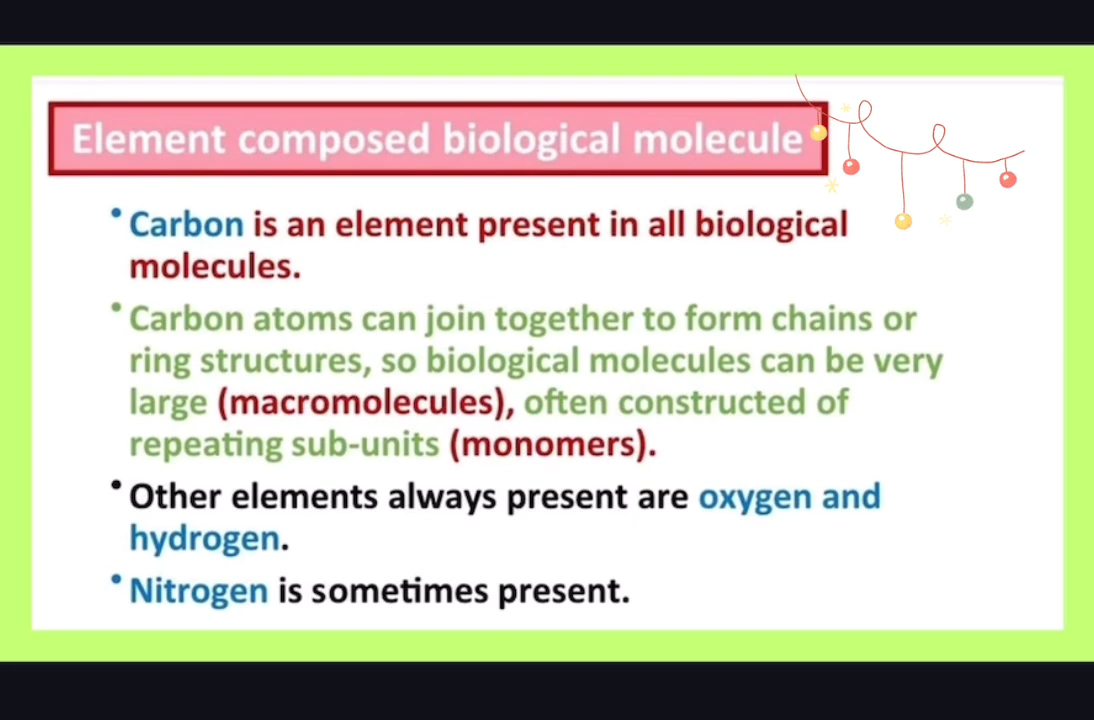 Element composed biological molecule
• Carbon is an element present in all biological
molecules.
• Carbon atoms can join together to form chains or
ring structures, so biological molecules can be very
large (macromolecules), often constructed of
repeating sub-units (monomers).
• Other elements always present are oxygen and
hydrogen.
• Nitrogen is sometimes present.